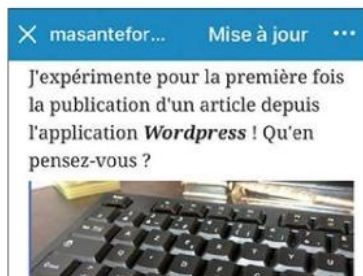 masantefor... Mise à jour ...
J'expérimente pour la première fois
la publication d'un article depuis
l'application Wordpress ! Qu'en
pensez-vous ?